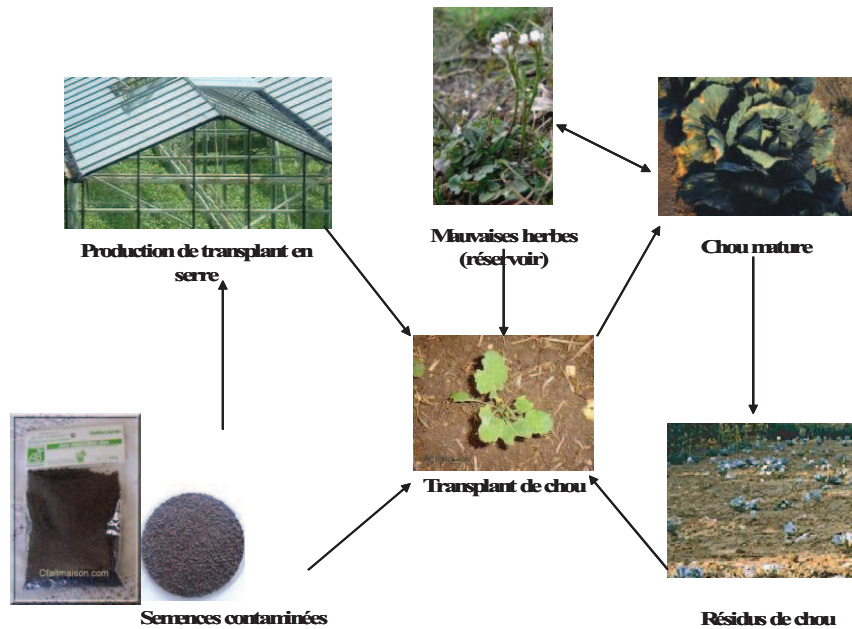 Production de transplant en
serre
Mauvaises herbes
(réservoir)
Chou mature
Transplant de chou
Cfaitmaison.com
Semences contaminées
Résidus de chou